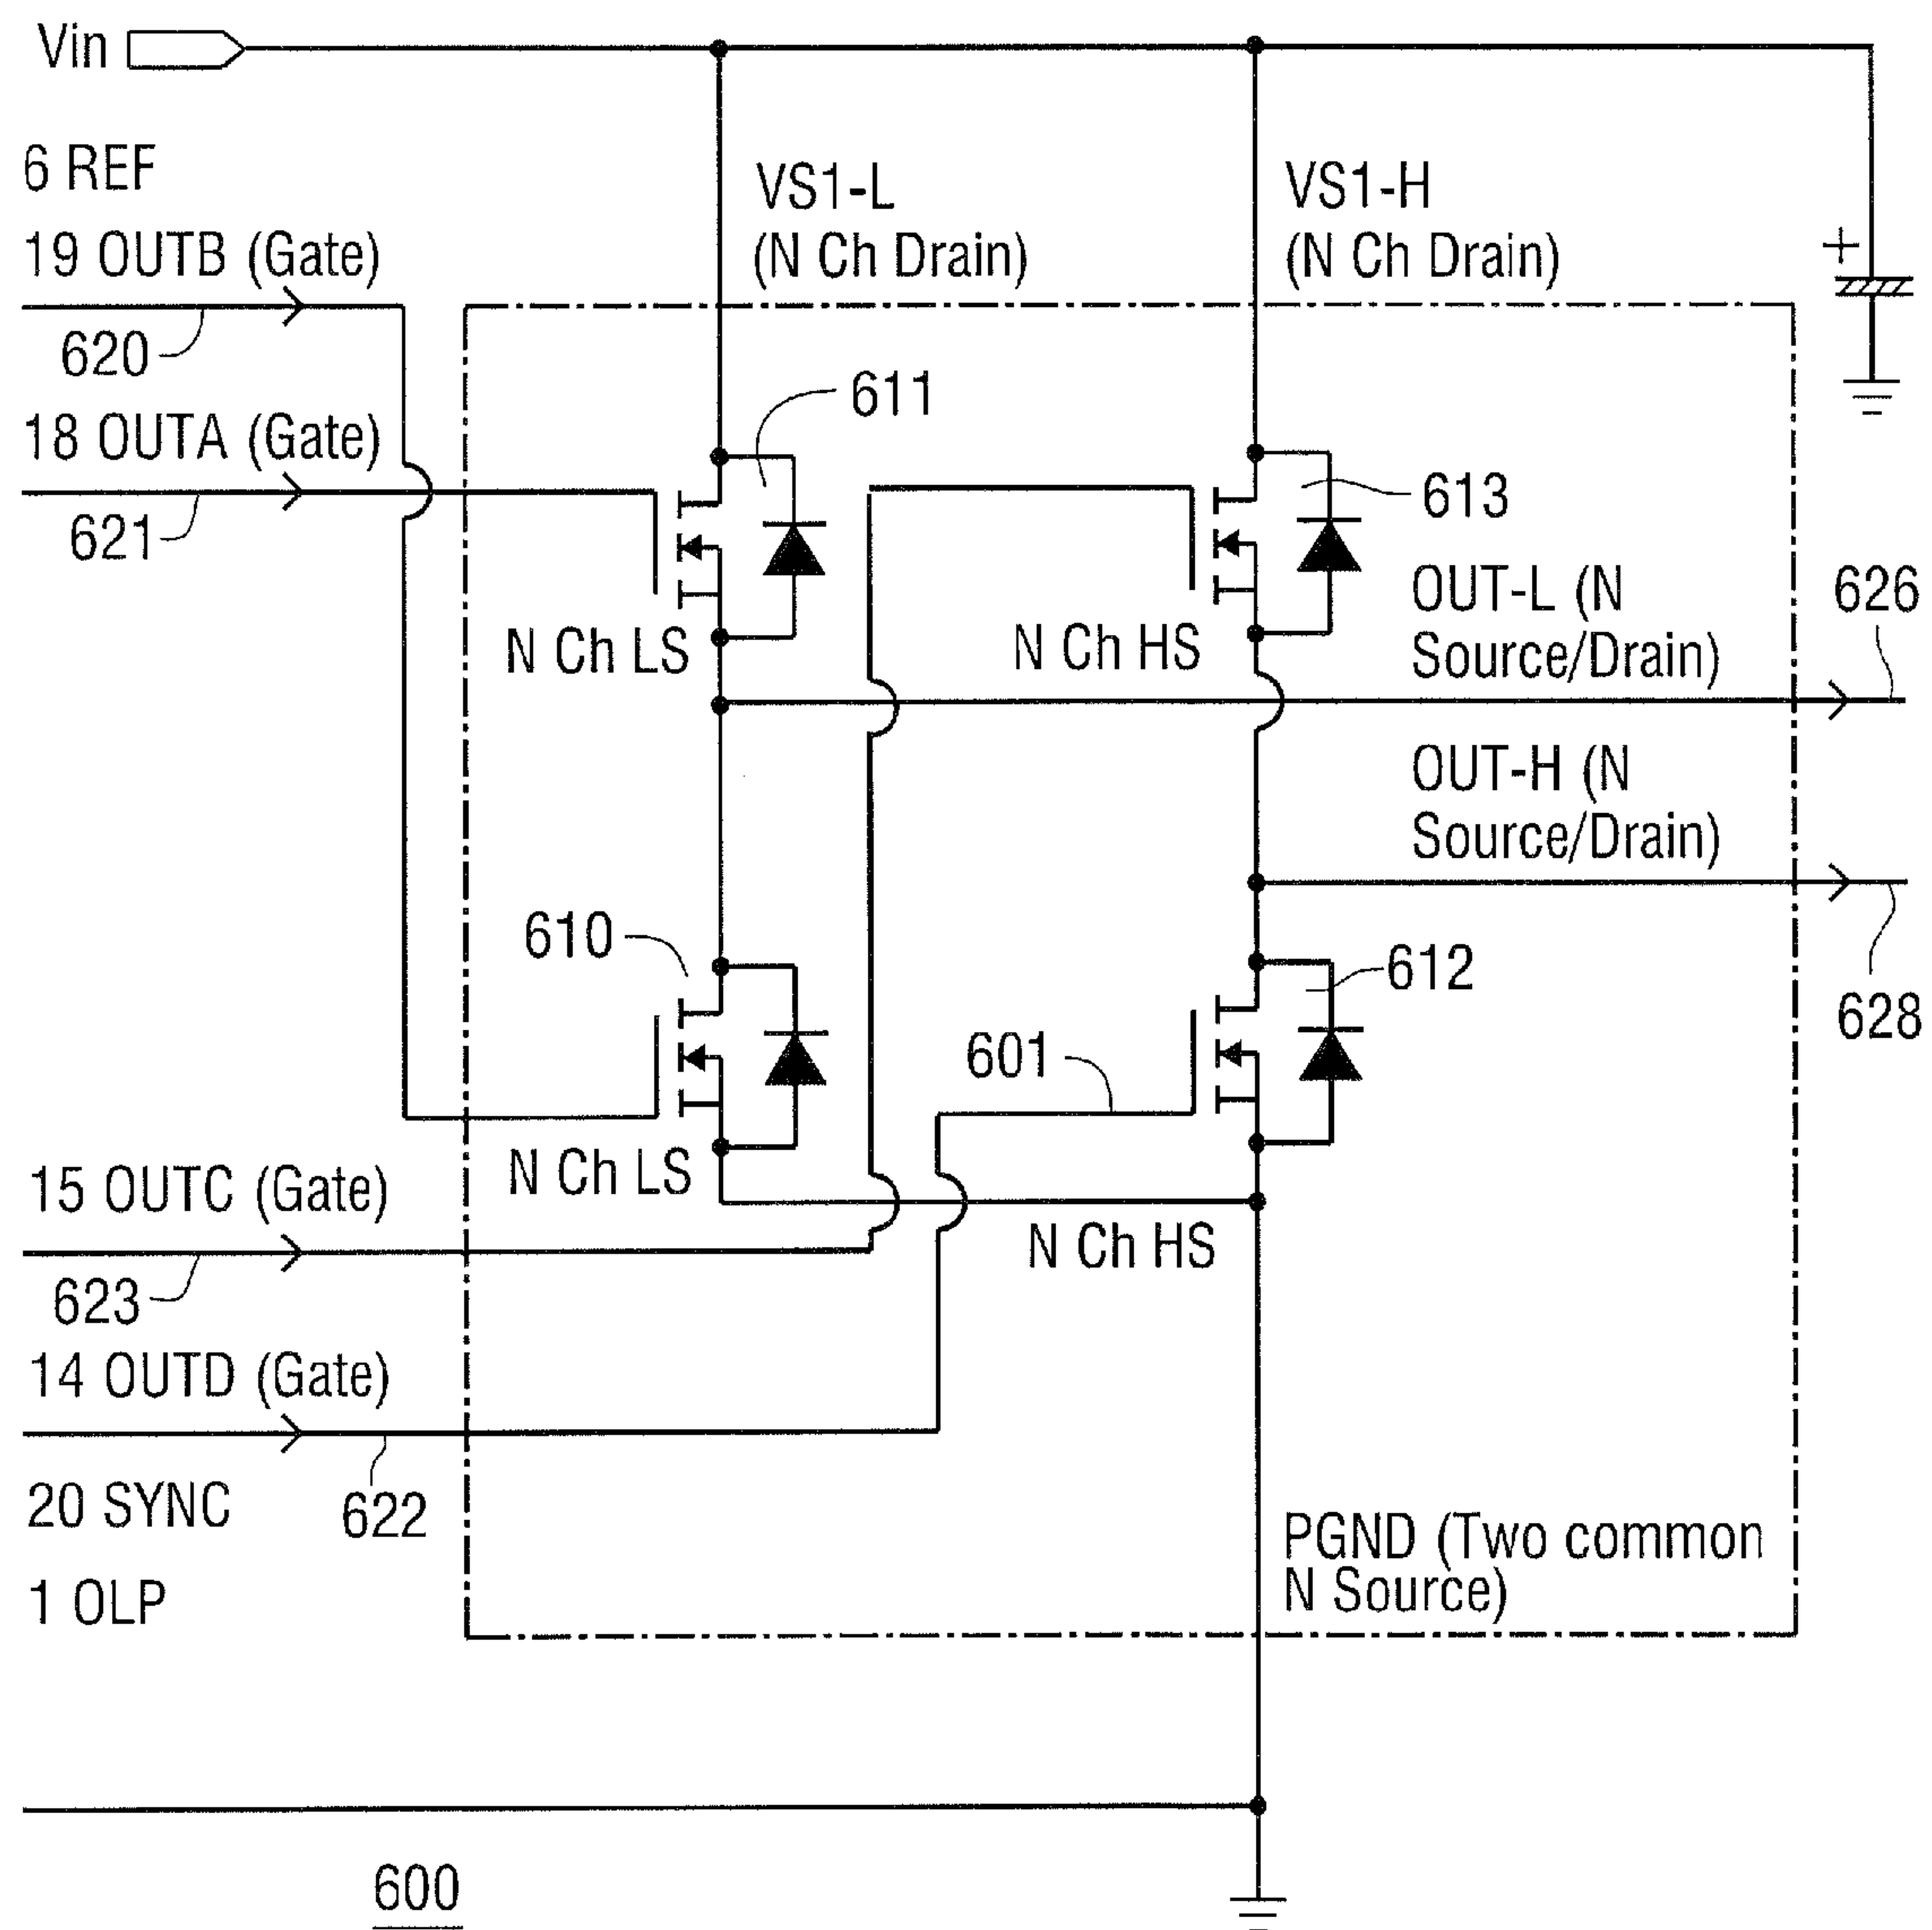 Vin
6 REF
VS1-L
(N Ch Drain)
VS1-H
(N Ch Drain)
19 OUTB (Gate)
+
620
611
18 OUTA (Gate)
613
621
OUT-L (N
Source/Drain)
626
N Ch LS
N Ch HS
OUT-H (N
Source/Drain)
610
612
628
601
N Ch LS
15 OUTC (Gate)
N Ch HS
623
14 OUTD (Gate)
20 SYNC
622
PGND (Two common
N Source)
1 OLP
600